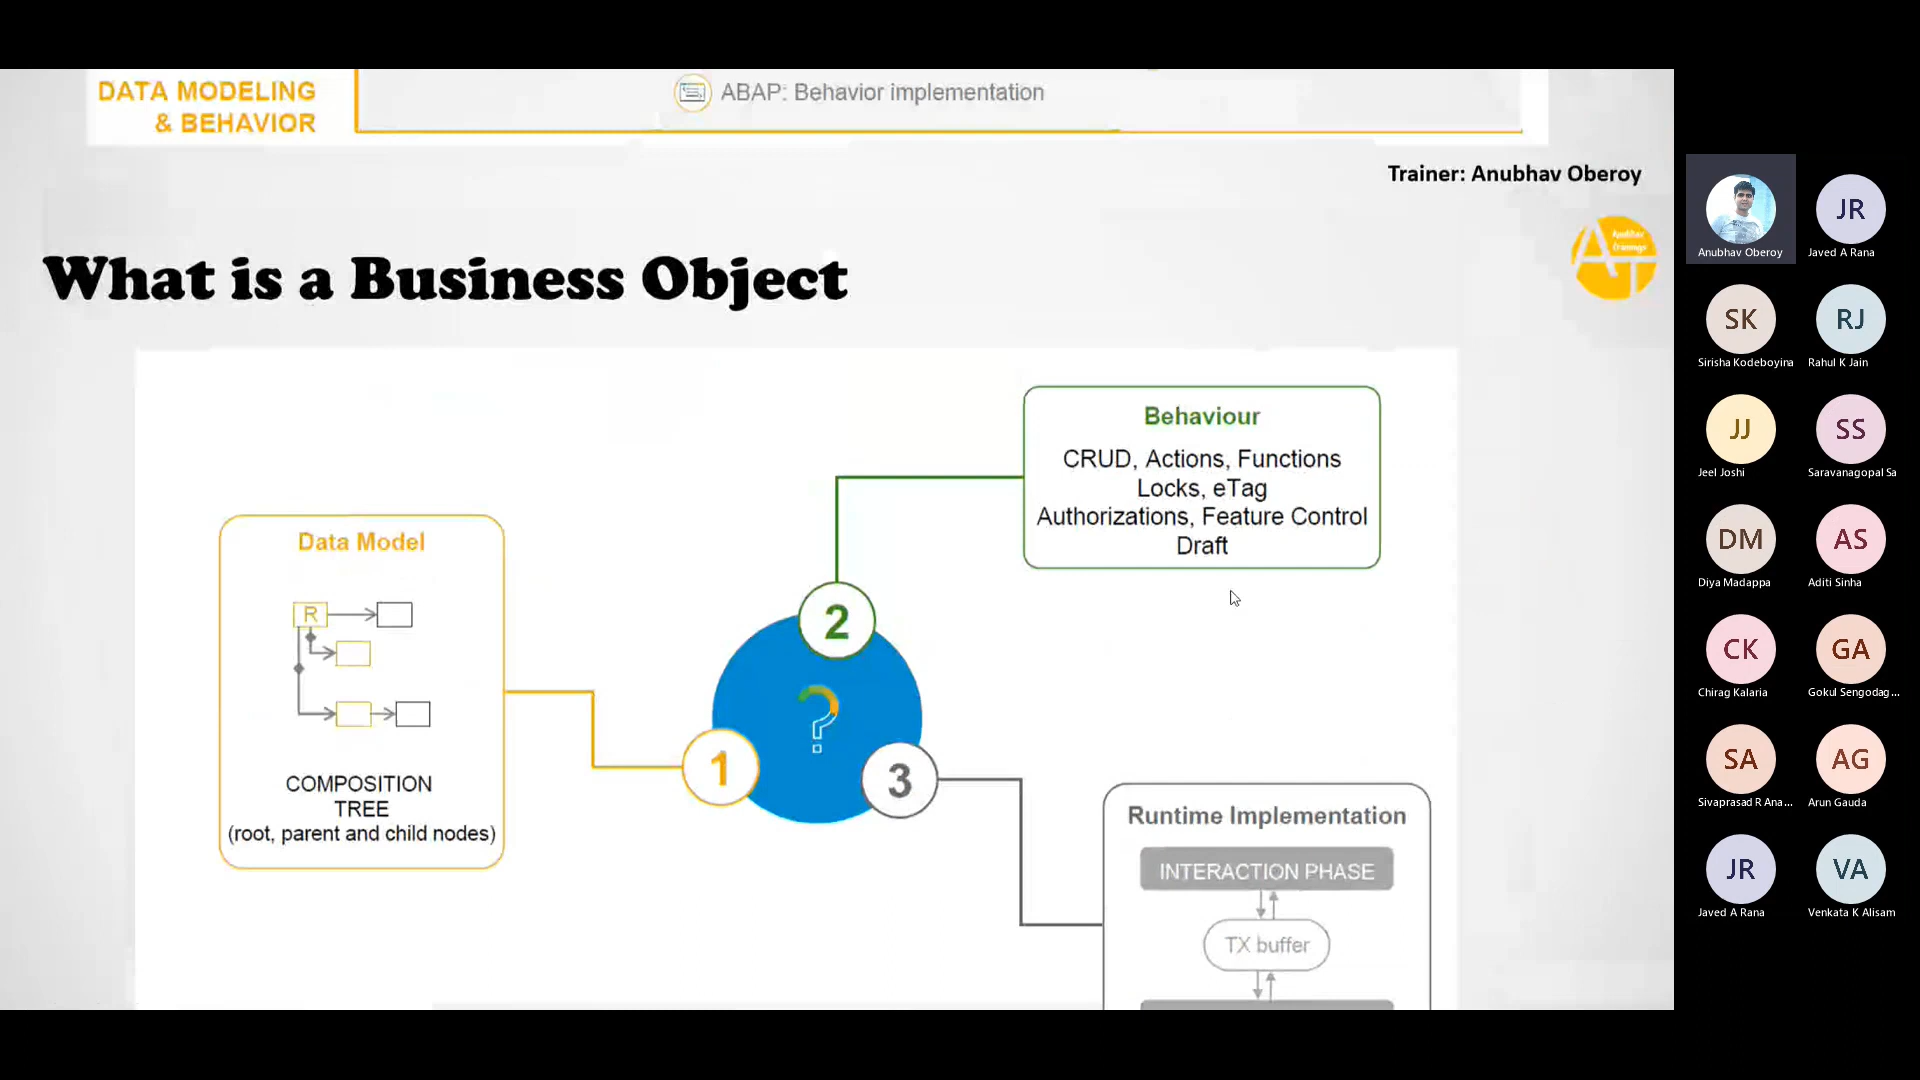 DATA MODELING
& BEHAVIOR
ABAP: Behavior implementation
Trainer: Anubhav Oberoy
What is a Business Object
Anubhav
Trainings
AT
Behaviour
CRUD, Actions, Functions
Locks, eTag
Authorizations, Feature Control
Draft
Data Model
R
COMPOSITION
TREE
(root, parent and child nodes)
1
2
?
3
Runtime Implementation
INTERACTION PHASE
TX buffer
Anubhav Oberoy
JR
Javed A Rana
SK
Sirisha Kodeboyina
RJ
Rahul K Jain
JJ
Jeel Joshi
SS
Saravanagopal Sa
DM
Diya Madappa
AS
Aditi Sinha
CK
Chirag Kalaria
GA
Gokul Sengodag...
SA
Sivaprasad R Ana...
AG
Arun Gauda
JR
Javed A Rana
VA
Venkata K Alisam